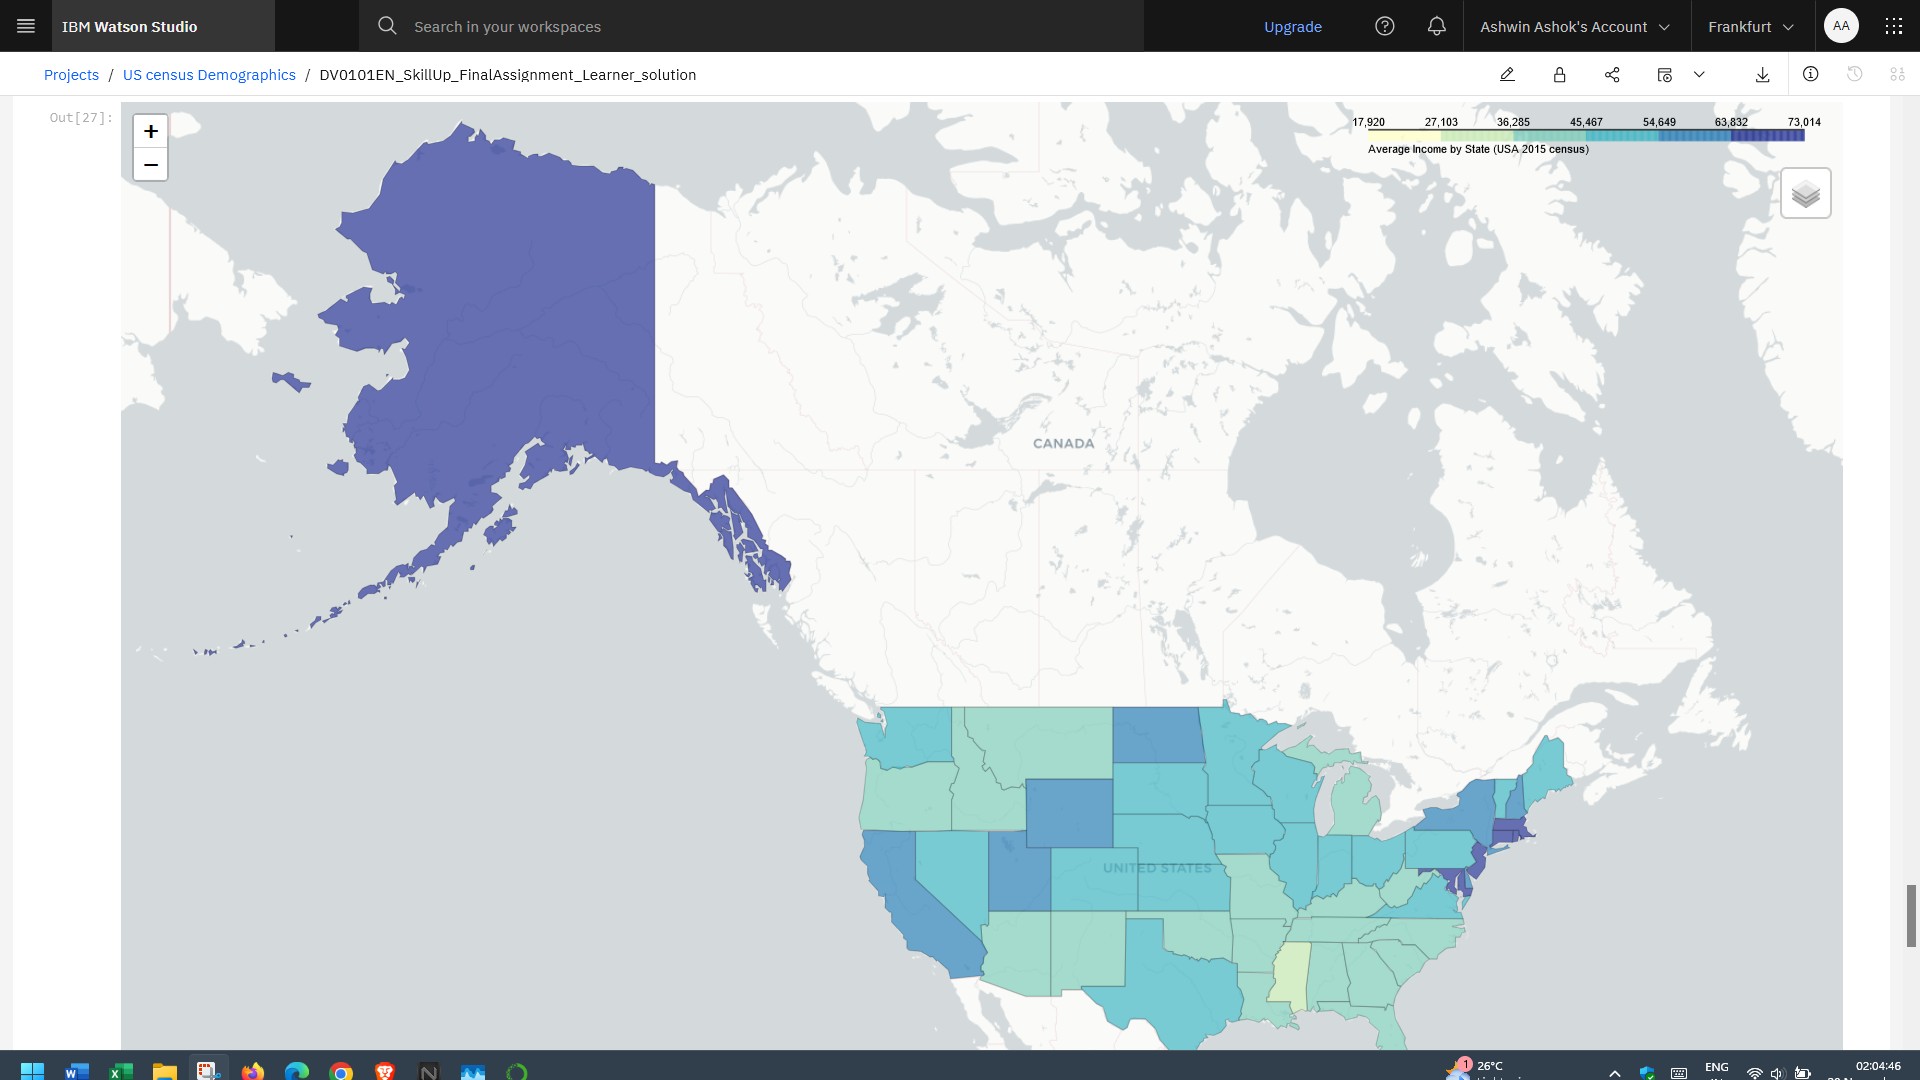 IBM Watson Studio
Search in your workspaces
Upgrade
Ashwin Ashok's Account
Frankfurt
AA
Projects / US census Demographics / DV0101EN_SkillUp_FinalAssignment_Learner_solution
Out[27]:
+
−
17,920 27,103 36,285 45,467 54,649 63,832 73,014
Average Income by State (USA 2015 census)
CANADA
UNITED STATES
1
26°C
ENG
02:04:46